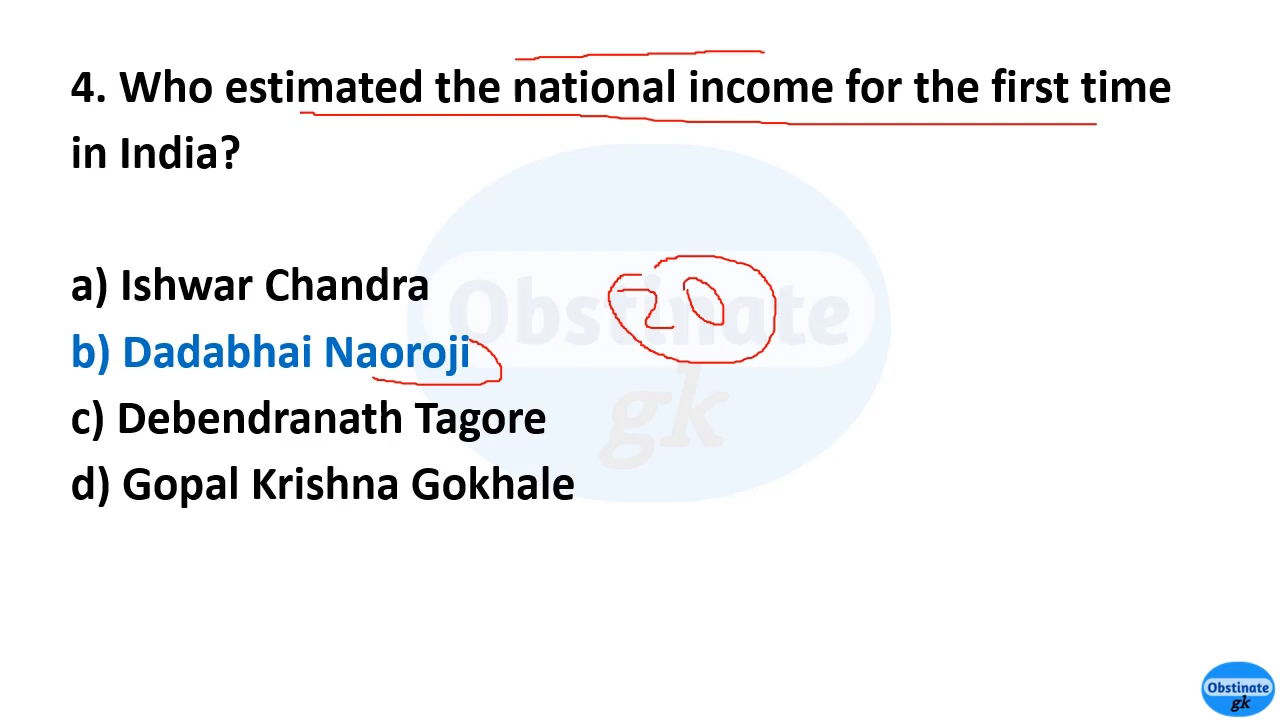 4. Who estimated the national income for the first time
in India?
a) Ishwar Chandra
20
b) Dadabhai Naoroji
c) Debendranath Tagore
d) Gopal Krishna Gokhale
Obstinate
gk
Obstinate
gk